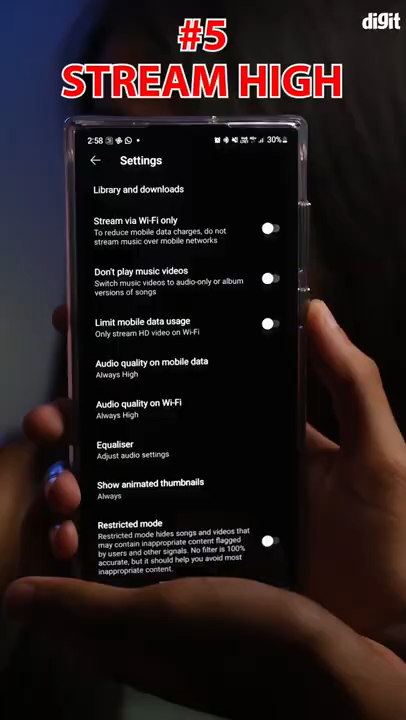 digit
#5
STREAM HIGH
2:58
30%
Settings
Library and downloads
Stream via Wi-Fi only
To reduce mobile data charges, do not
stream music over mobile networks
Don't play music videos
Switch music videos to audio-only or album
versions of songs
Limit mobile data usage
Only stream HD video on Wi-Fi
Audio quality on mobile data
Always High
Audio quality on Wi-Fi
Always High
Equaliser
Adjust audio settings
Show animated thumbnails
Always
Restricted mode
Restricted mode hides songs and videos that
may contain inappropriate content flagged
by users and other signals. No filter is 100%
accurate, but it should help you avoid most
inappropriate content.